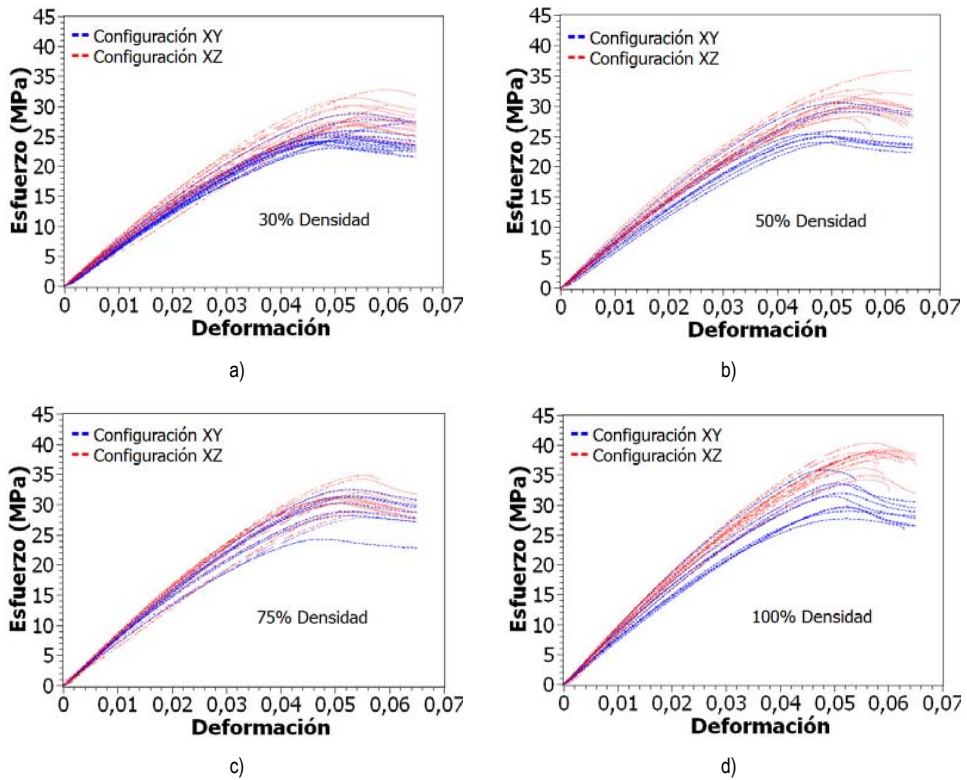 45
40
35
30
25
20
15
10
5
0
Esfuerzo (MPa)
Configuración XY
Configuración XZ
30% Densidad
0 0,01 0,02 0,03 0,04 0,05 0,06 0,07
Deformación
a)
45
40
35
30
25
20
15
10
5
0
Esfuerzo (MPa)
Configuración XY
Configuración XZ
50% Densidad
0 0,01 0,02 0,03 0,04 0,05 0,06 0,07
Deformación
b)
45
40
35
30
25
20
15
10
5
0
Esfuerzo (MPa)
Configuración XY
Configuración XZ
75% Densidad
0 0,01 0,02 0,03 0,04 0,05 0,06 0,07
Deformación
c)
45
40
35
30
25
20
15
10
5
0
Esfuerzo (MPa)
Configuración XY
Configuración XZ
100% Densidad
0 0,01 0,02 0,03 0,04 0,05 0,06 0,07
Deformación
d)